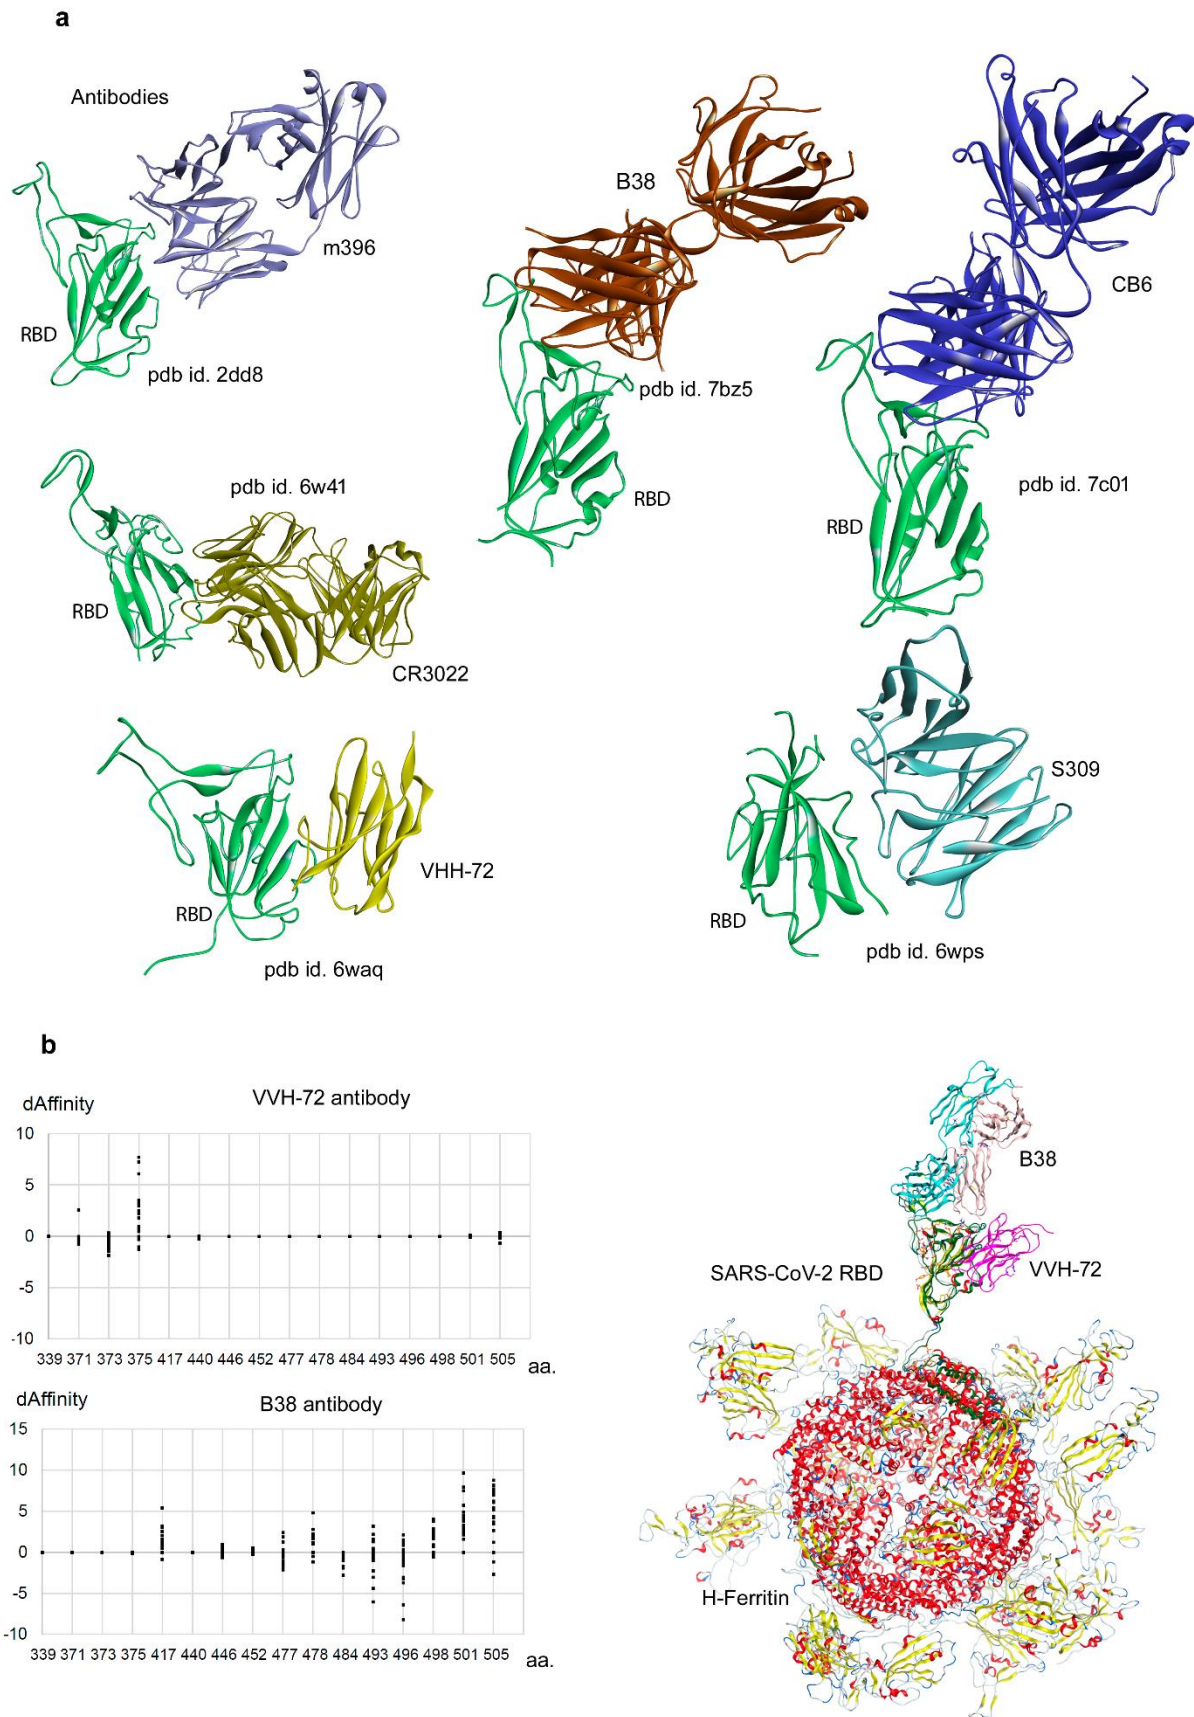 a
Antibodies
m396
RBD
pdb id. 2dd8
B38
pdb id. 7bz5
RBD
CB6
pdb id. 7c01
RBD
pdb id. 6w41
RBD
CR3022
VHH-72
RBD
pdb id. 6waq
S309
RBD
pdb id. 6wps
b
VVH-72 antibody
dAffinity
10
5
0
-5
-10
339 371 373 375 417 440 446 452 477 478 484 493 496 498 501 505 aa.
dAffinity
B38 antibody
15
10
5
0
-5
-10
339 371 373 375 417 440 446 452 477 478 484 493 496 498 501 505 aa.
B38
SARS-CoV-2 RBD
VVH-72
H-Ferritin